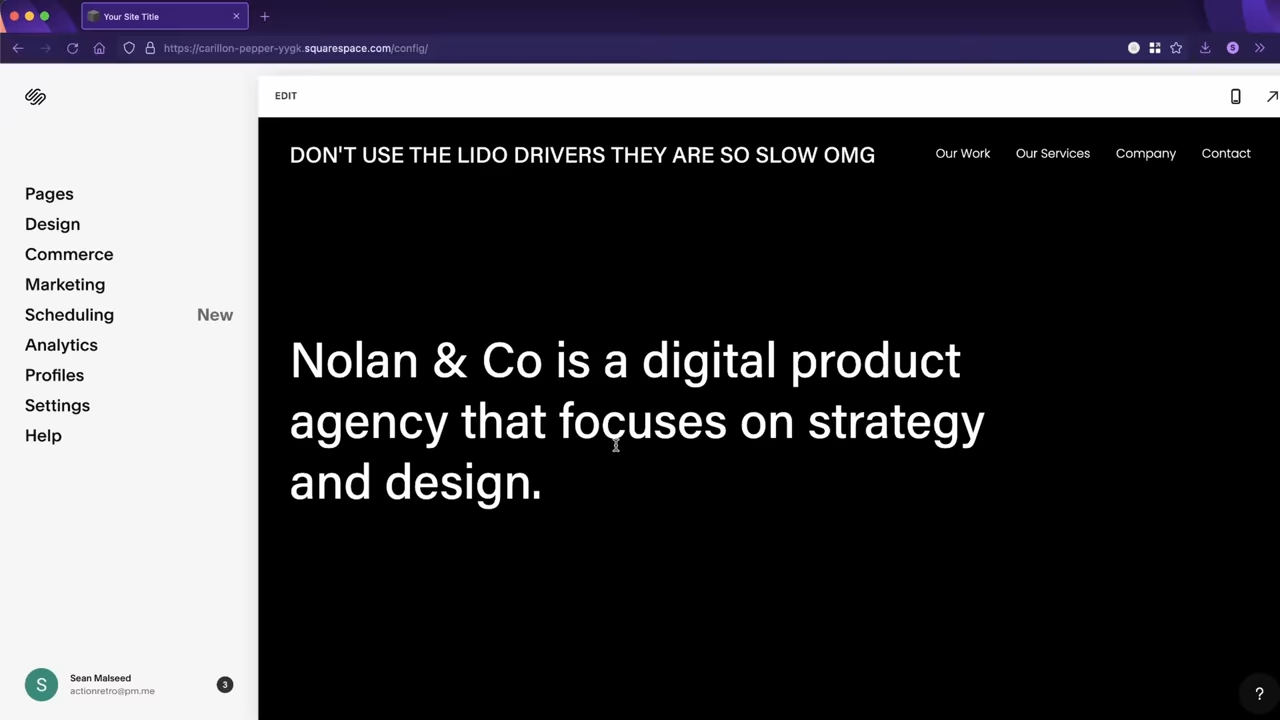 Your Site Title
https://carillon-pepper-yygk.squarespace.com/config/
S
EDIT
DON'T USE THE LIDO DRIVERS THEY ARE SO SLOW OMG
Our Work
Our Services
Company
Contact
Pages
Design
Commerce
Marketing
Scheduling New
Analytics
Profiles
Settings
Help
Nolan & Co is a digital product
agency that focuses on strategy
and design.
S
Sean Malseed
actionretro@pm.me
3
?